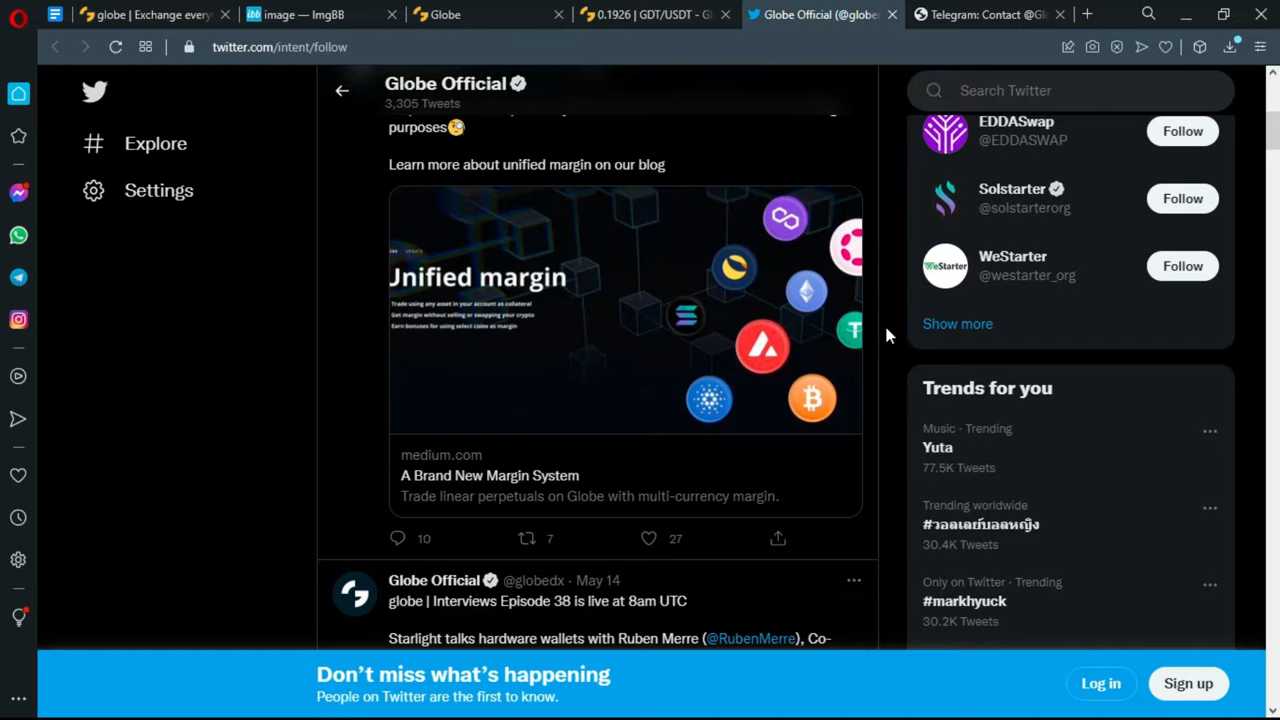 globe | Exchange every
image — ImgBB
Globe
0.1926 | GDT/USDT - Gl
Globe Official (@globe
Telegram: Contact @Glo
twitter.com/intent/follow
Explore
Settings
Globe Official
3,305 Tweets
purposes🧐
Learn more about unified margin on our blog
UPDATE
Unified margin
Trade using any asset in your account as collateral
Get margin without selling or swapping your crypto
Earn bonuses for using select coins as margin
medium.com
A Brand New Margin System
Trade linear perpetuals on Globe with multi-currency margin.
10
7
27
Globe Official @globedx · May 14
globe | Interviews Episode 38 is live at 8am UTC
Starlight talks hardware wallets with Ruben Merre (@RubenMerre), Co-
Search Twitter
EDDASwap
@EDDASWAP
Follow
Solstarter
@solstarterorg
Follow
WeStarter
WeStarter
@westarter_org
Follow
Show more
Trends for you
Music · Trending
Yuta
77.5K Tweets
Trending worldwide
#วอลเลย์บอลหญิง
30.4K Tweets
Only on Twitter · Trending
#markhyuck
30.2K Tweets
Don't miss what's happening
People on Twitter are the first to know.
Log in
Sign up